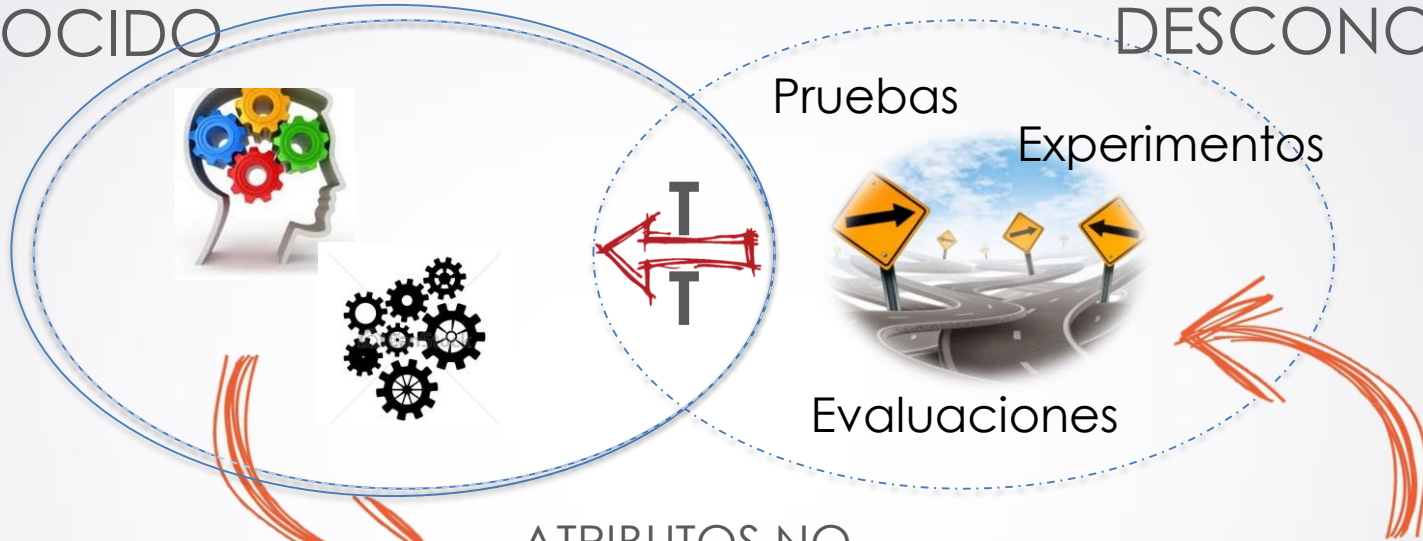 OCIDO
DESCONO
Pruebas
Experimentos
T
T
Evaluaciones
ATRIBUTOS NO